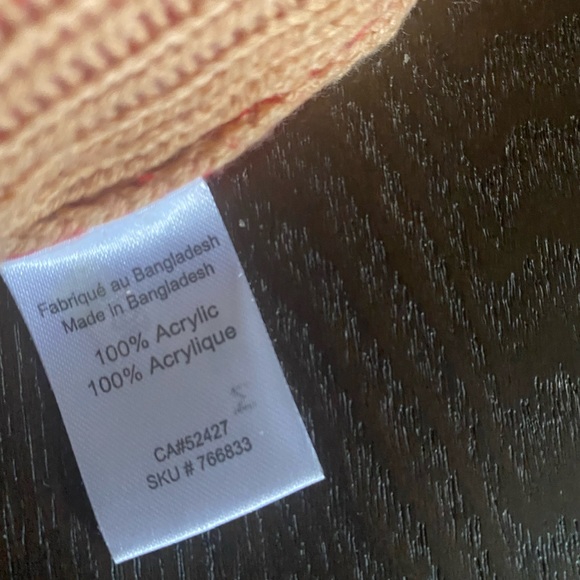 Fabriqué au Bangladesh
Made in Bangladesh
100% Acrylic
100% Acrylique
CA#52427
SKU # 766833